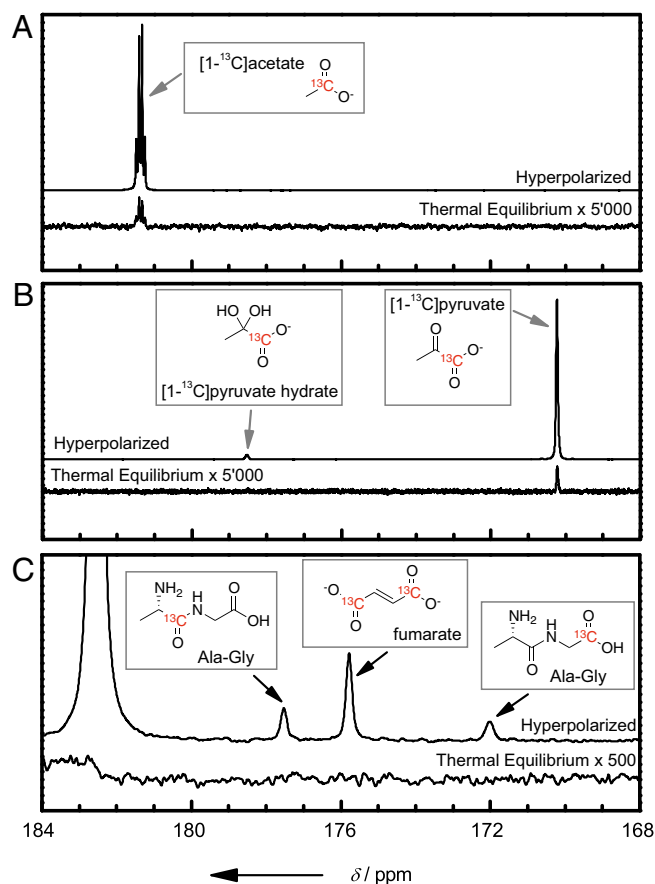 A
[1-¹³C]acetate
O
¹³C
O⁻
Hyperpolarized
Thermal Equilibrium x 5'000
B
HO OH
O⁻
¹³C
O
[1-¹³C]pyruvate hydrate
[1-¹³C]pyruvate
O
O⁻
¹³C
O
Hyperpolarized
Thermal Equilibrium x 5'000
C
NH₂
H
N
O
¹³C
OH
O
Ala-Gly
O
⁻O
¹³C
¹³C
O⁻
O
fumarate
NH₂
H
N
O
¹³C
OH
O
Ala-Gly
Hyperpolarized
Thermal Equilibrium x 500
184 180 176 172 168
δ / ppm